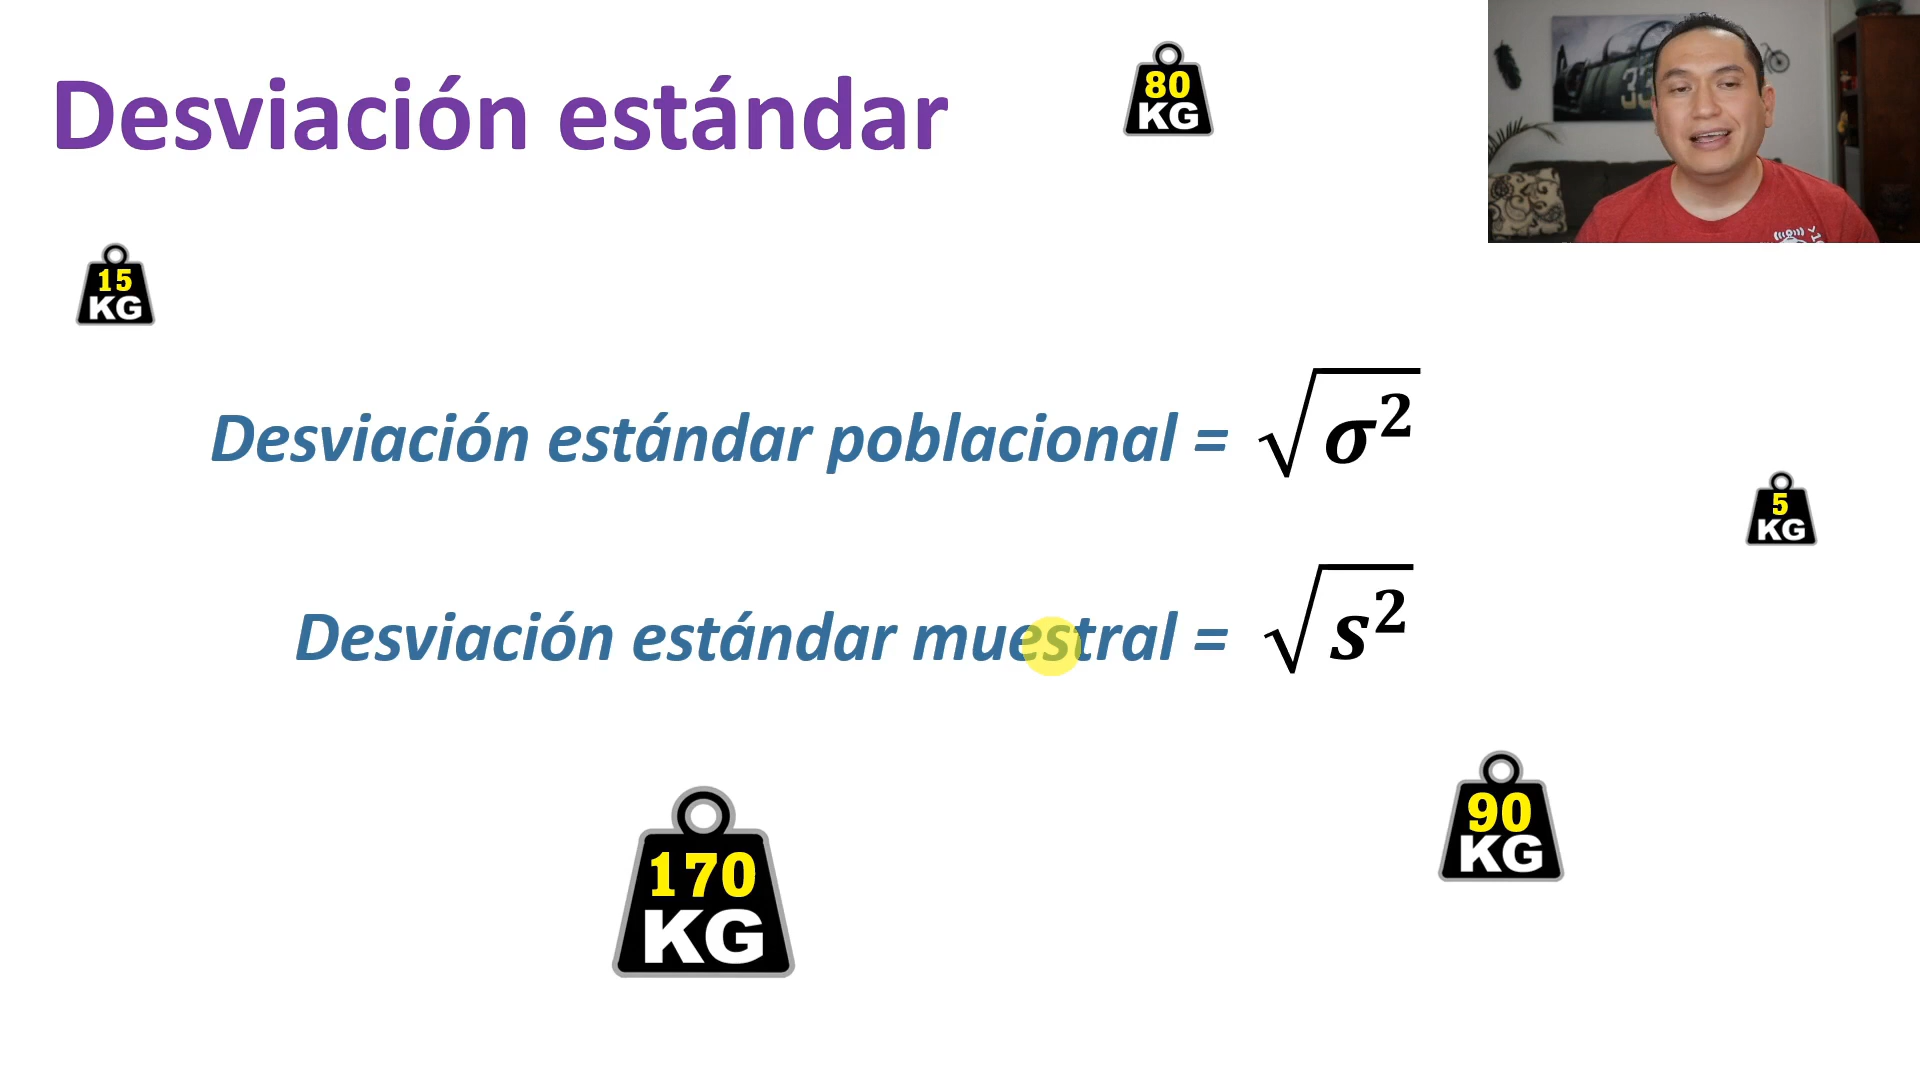 Desviación estándar
80
KG
33
15
KG
Desviación estándar poblacional = √σ²
5
KG
Desviación estándar muestral = √s²
90
KG
170
KG